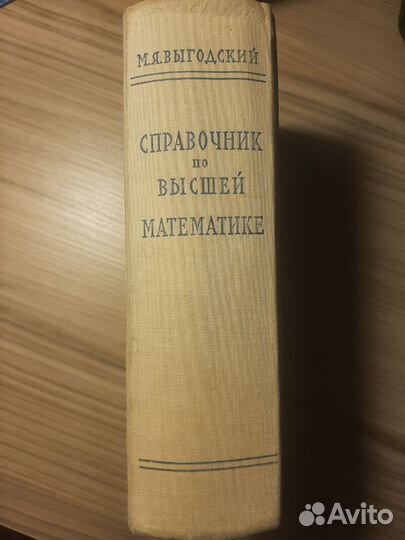 М.Я.ВЫГОДСКИЙ
СПРАВОЧНИК
ПО
ВЫСШЕЙ
МАТЕМАТИКЕ
Avito